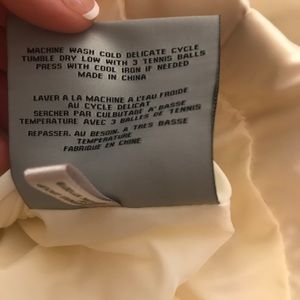 MACHINE WASH COLD DELICATE CYCLE
TUMBLE DRY LOW WITH 3 TENNIS BALLS
PRESS WITH COOL IRON IF NEEDED
MADE IN CHINA
LAVER A LA MACHINE A L'EAU FROIDE
AU CYCLE DELICAT
SERCHER PAR CULBUTAGE A BASSE
TEMPERATURE AVEC 3 BALLES DE TENNIS
REPASSER, AU BESOIN, A TRES BASSE
TEMPERATURE
FABRIQUE EN CHINE